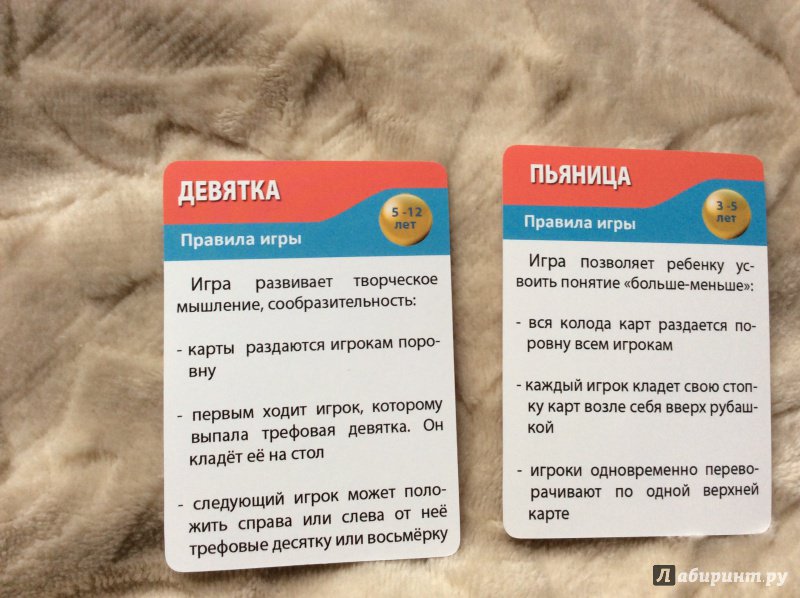 ДЕВЯТКА
5 -12
лет
Правила игры
Игра развивает творческое
мышление, сообразительность:
- карты раздаются игрокам поро-
вну
- первым ходит игрок, которому
выпала трефовая девятка. Он
кладёт её на стол
- следующий игрок может поло-
жить справа или слева от неё
трефовые десятку или восьмёрку
ПЬЯНИЦА
3 -5
лет
Правила игры
Игра позволяет ребенку ус-
воить понятие «больше-меньше»:
- вся колода карт раздается по-
ровну всем игрокам
- каждый игрок кладет свою стоп-
ку карт возле себя вверх рубаш-
кой
- игроки одновременно перево-
рачивают по одной верхней
карте
Лабиринт.ру